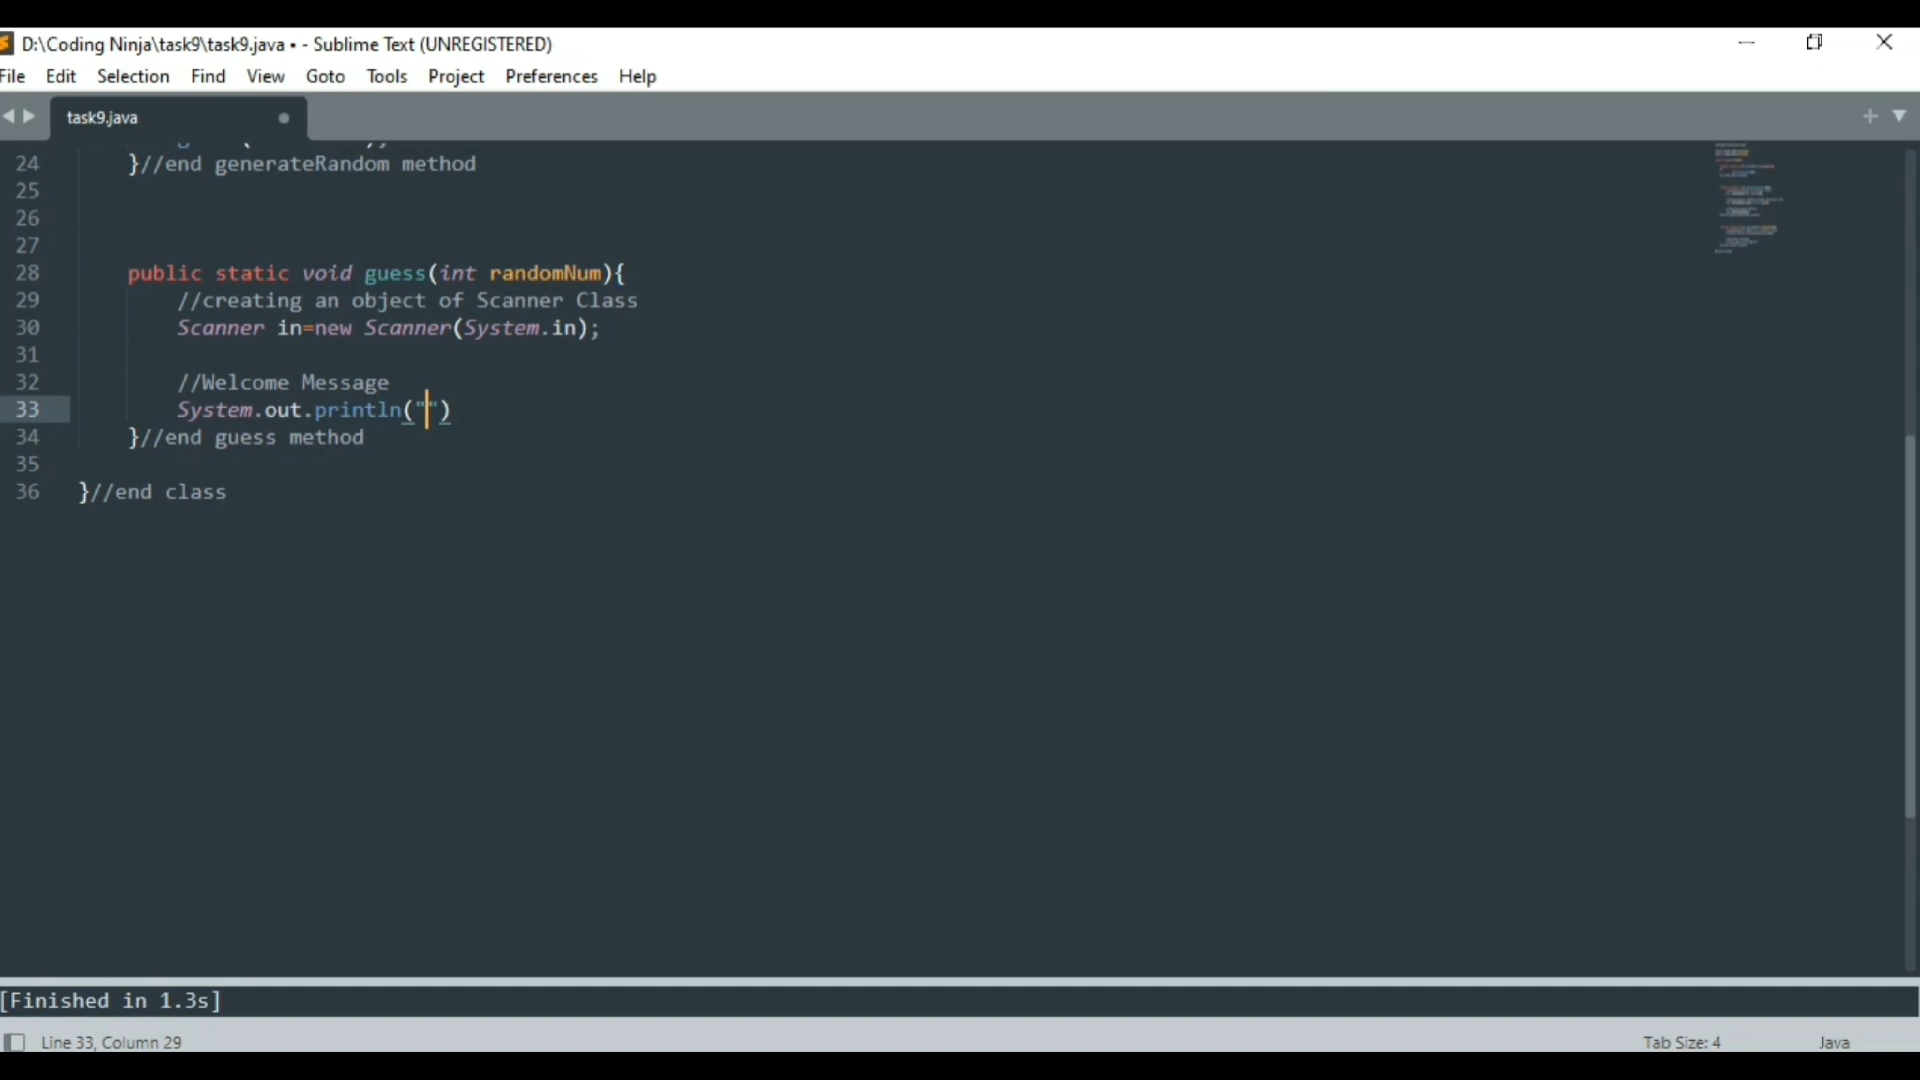 D:\Coding Ninja\task9\task9.java • - Sublime Text (UNREGISTERED)
File Edit Selection Find View Goto Tools Project Preferences Help
task9.java
24 }//end generateRandom method
25
26
27
28 public static void guess(int randomNum){
29 //creating an object of Scanner Class
30 Scanner in=new Scanner(System.in);
31
32 //Welcome Message
33 System.out.println("")
34 }//end guess method
35
36 }//end class
[Finished in 1.3s]
Line 33, Column 29 Tab Size: 4 Java